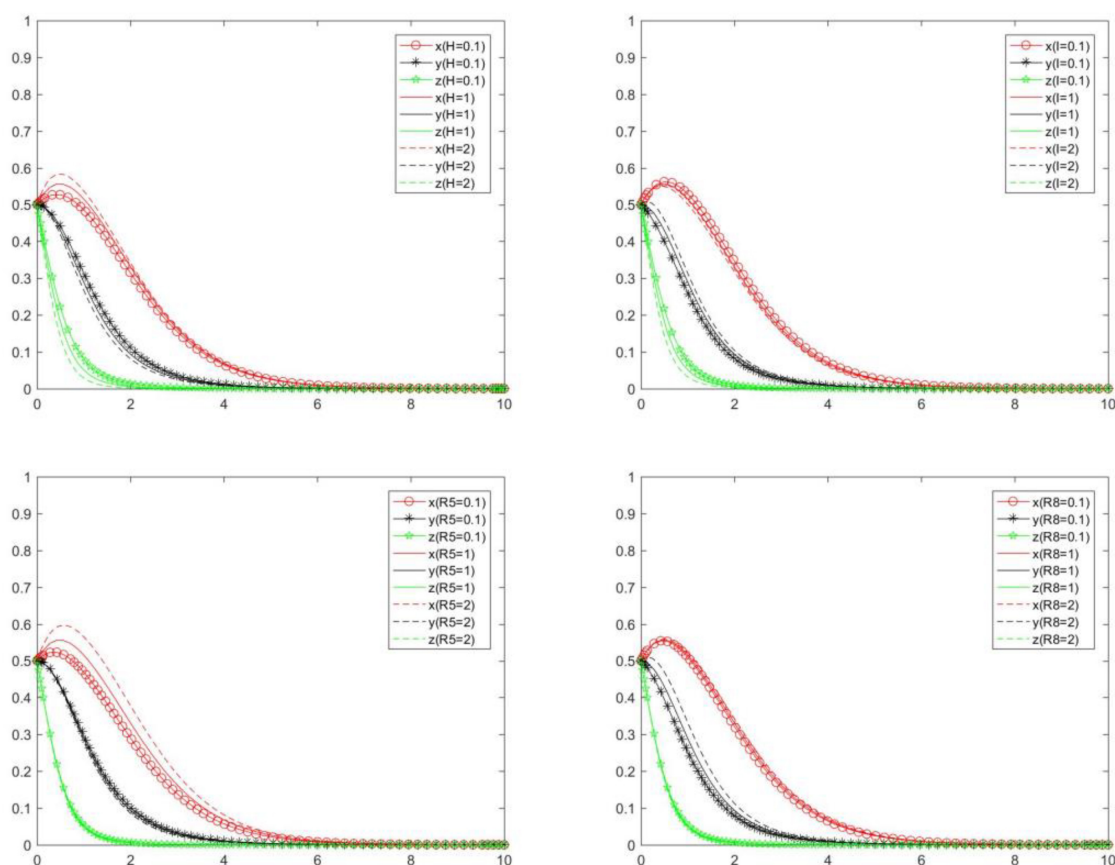 1
0.9
0.8
0.7
0.6
0.5
0.4
0.3
0.2
0.1
0
0 2 4 6 8 10
x(H=0.1)
y(H=0.1)
z(H=0.1)
x(H=1)
y(H=1)
z(H=1)
x(H=2)
y(H=2)
z(H=2)
1
0.9
0.8
0.7
0.6
0.5
0.4
0.3
0.2
0.1
0
0 2 4 6 8 10
x(I=0.1)
y(I=0.1)
z(I=0.1)
x(I=1)
y(I=1)
z(I=1)
x(I=2)
y(I=2)
z(I=2)
1
0.9
0.8
0.7
0.6
0.5
0.4
0.3
0.2
0.1
0
0 2 4 6 8 10
x(R5=0.1)
y(R5=0.1)
z(R5=0.1)
x(R5=1)
y(R5=1)
z(R5=1)
x(R5=2)
y(R5=2)
z(R5=2)
1
0.9
0.8
0.7
0.6
0.5
0.4
0.3
0.2
0.1
0
0 2 4 6 8 10
x(R8=0.1)
y(R8=0.1)
z(R8=0.1)
x(R8=1)
y(R8=1)
z(R8=1)
x(R8=2)
y(R8=2)
z(R8=2)